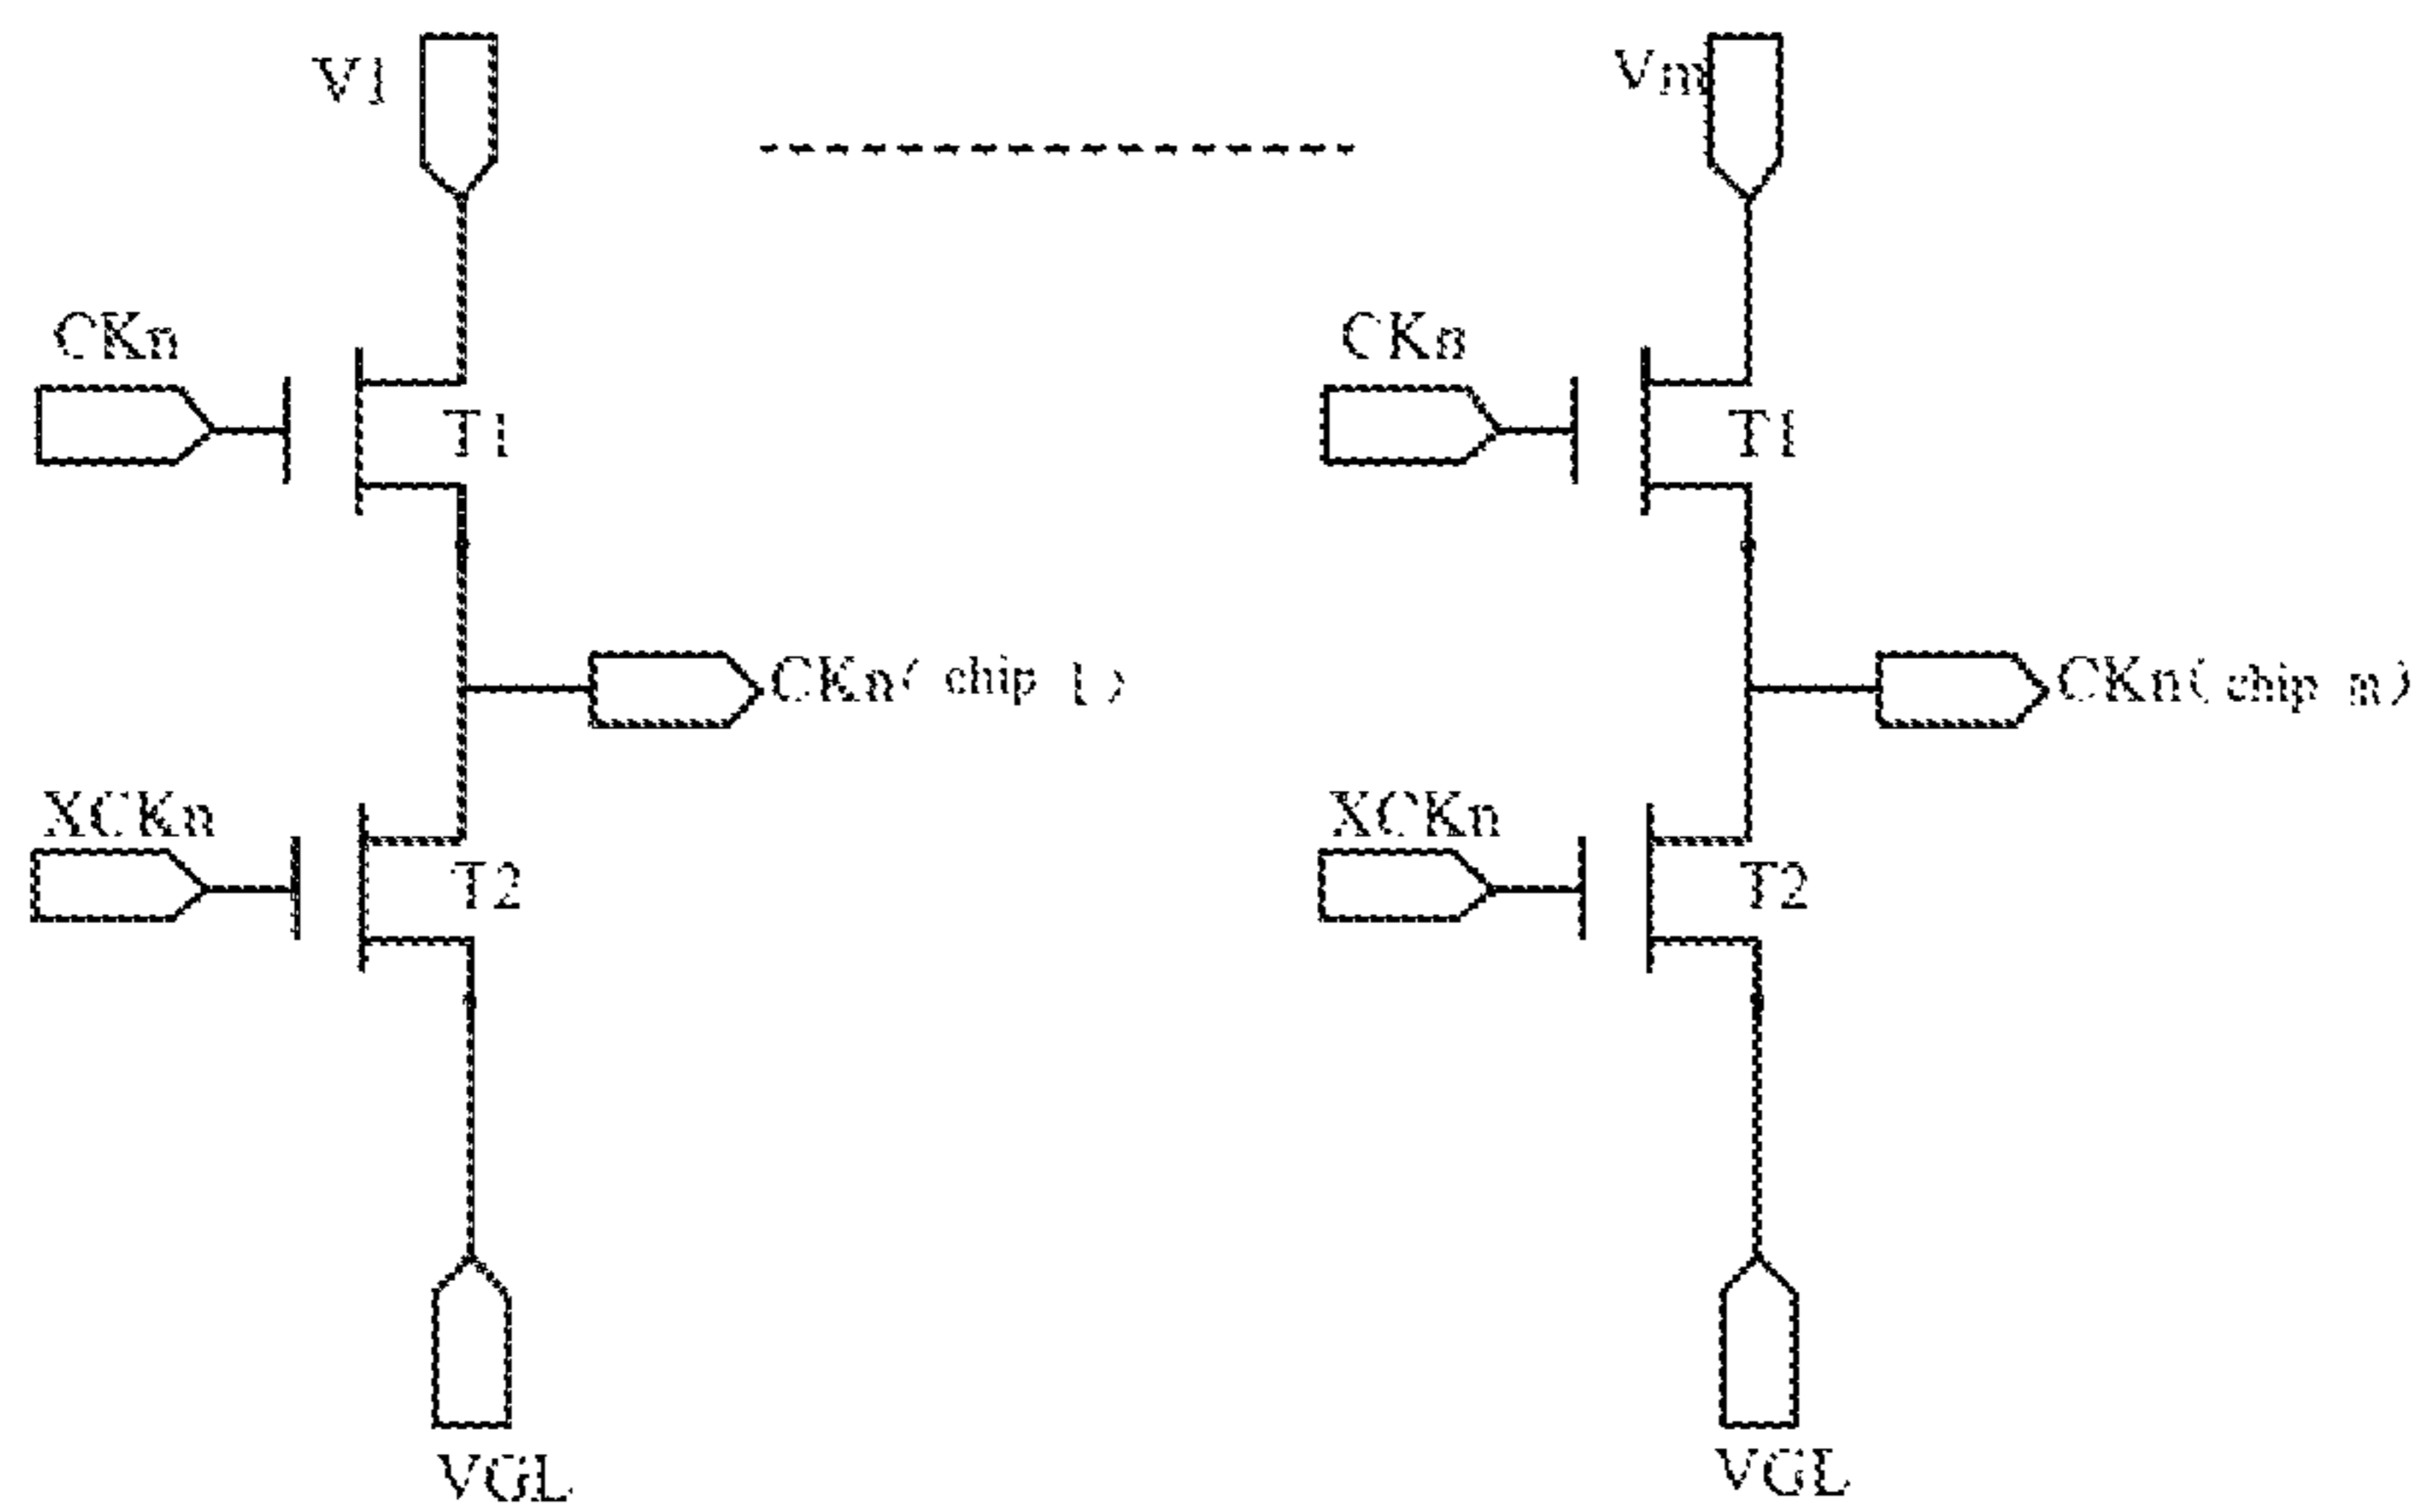 V1
Vm
CKn
CKn
T1
T1
CKn( chip 1 )
CKn( chip m )
XCKn
XCKn
T2
T2
VGL
VGL